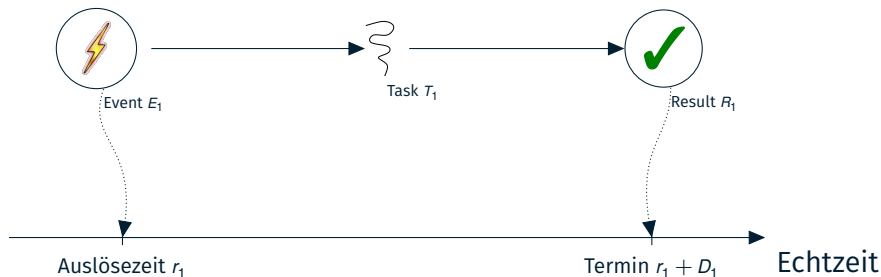 Event E₁
Task T₁
Result R₁
Auslösezeit r₁
Termin r₁ + D₁
Echtzeit